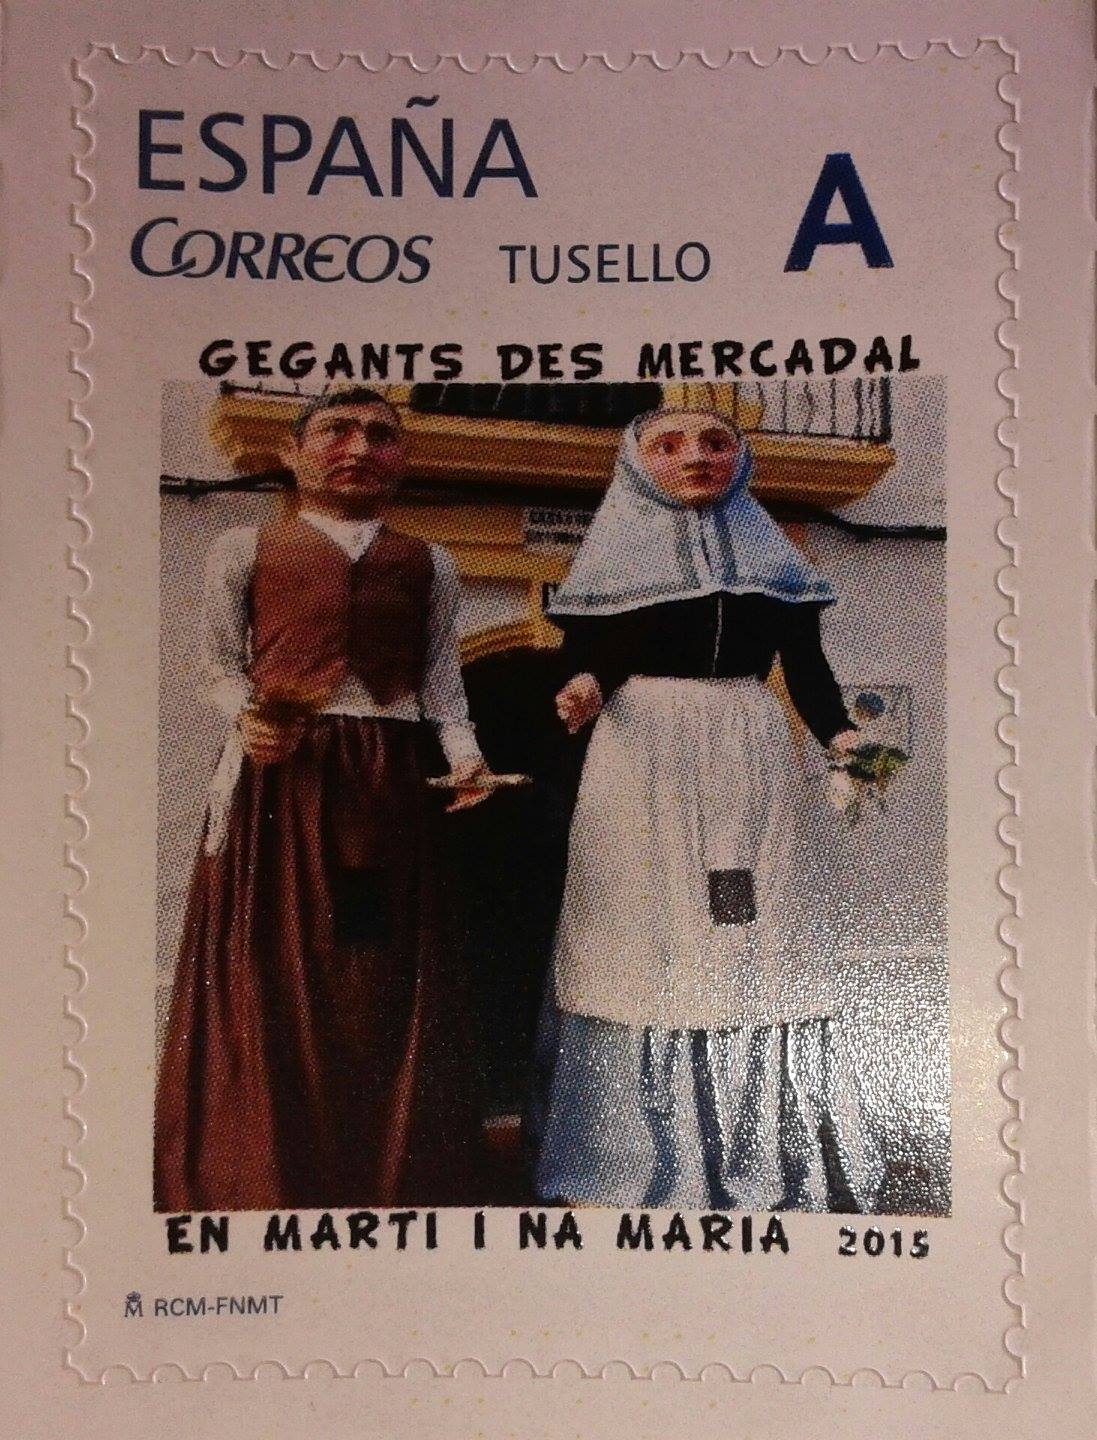 ESPAÑA
CORREOS TUSELLO A
GEGANTS DES MERCADAL
EN MARTI I NA MARIA 2015
RCM-FNMT